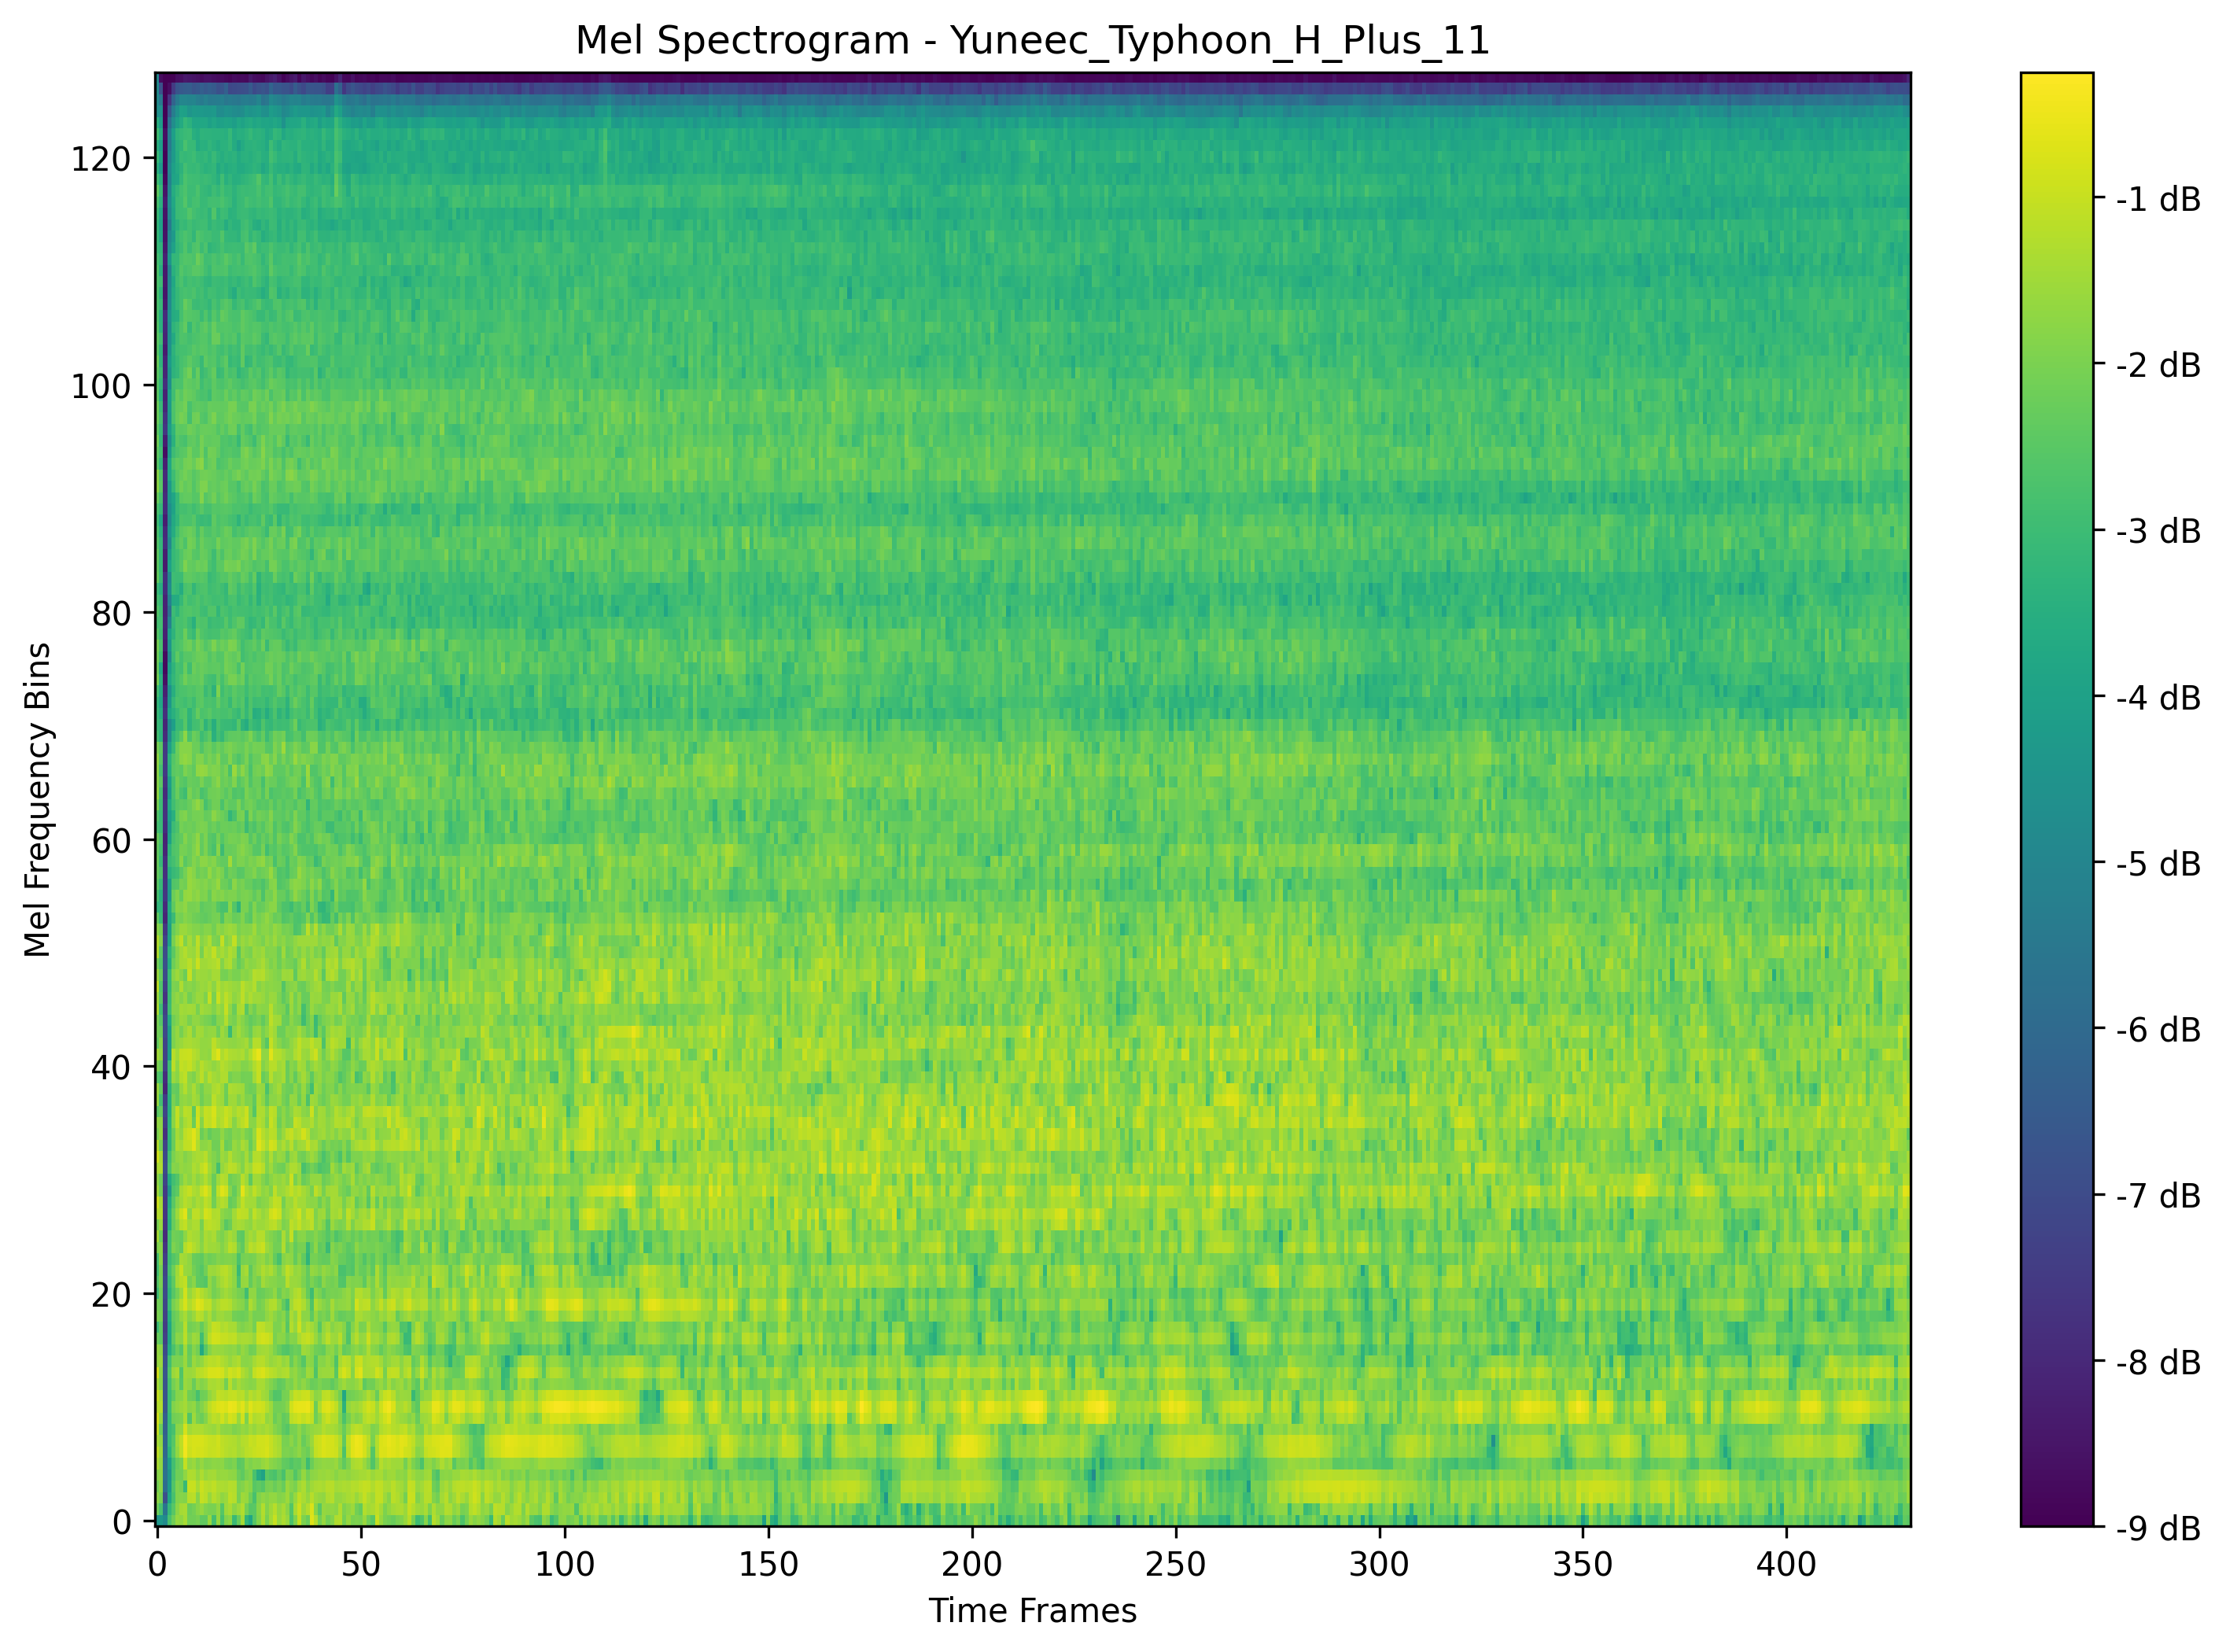 Mel Spectrogram - Yuneec_Typhoon_H_Plus_11
Mel Frequency Bins
120
100
80
60
40
20
0
0 50 100 150 200 250 300 350 400
Time Frames
-1 dB
-2 dB
-3 dB
-4 dB
-5 dB
-6 dB
-7 dB
-8 dB
-9 dB